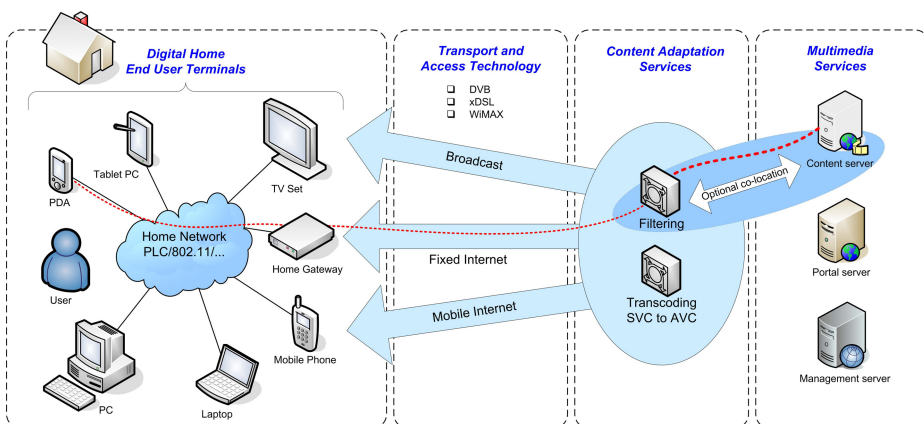 Digital Home
End User Terminals
Transport and
Access Technology
DVB
xDSL
WiMAX
Content Adaptation
Services
Multimedia
Services
Tablet PC
TV Set
PDA
Home Network
PLC/802.11/...
Home Gateway
User
Mobile Phone
PC
Laptop
Broadcast
Fixed Internet
Mobile Internet
Filtering
Optional co-location
Transcoding
SVC to AVC
Content server
Portal server
Management server